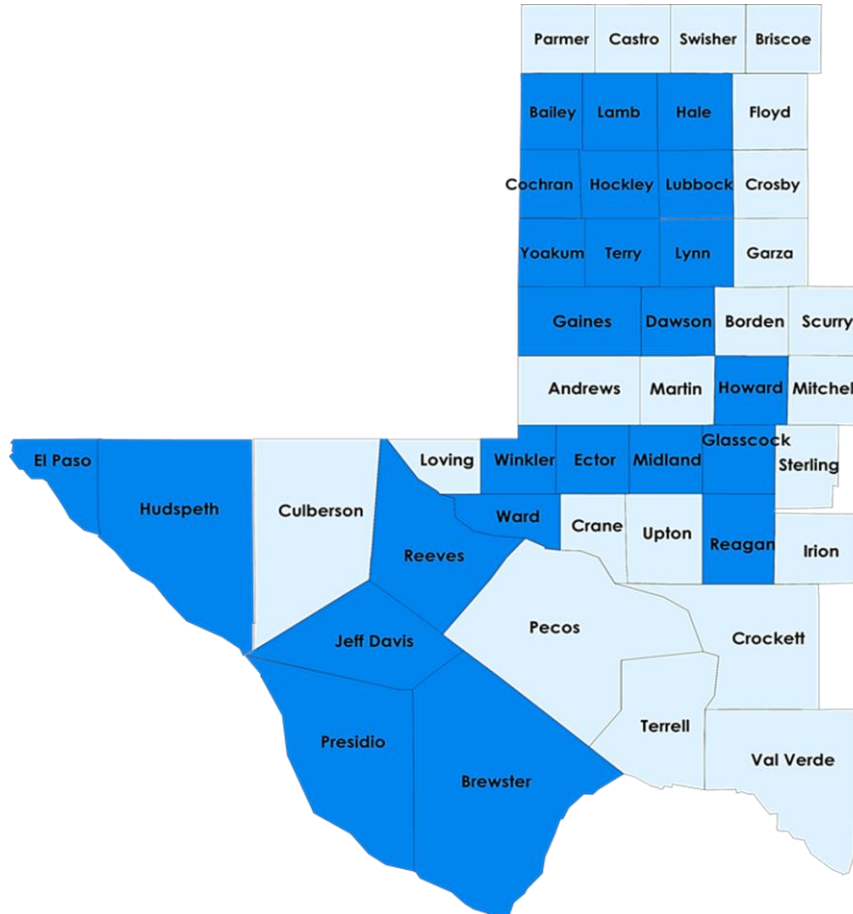 Parmer Castro Swisher Briscoe
Bailey Lamb Hale Floyd
Cochran Hockley Lubbock Crosby
Yoakum Terry Lynn Garza
Gaines Dawson Borden Scurry
Andrews Martin Howard Mitchel
El Paso Loving Winkler Ector Midland Glasscock Sterling
Hudspeth Culberson Ward Crane Upton Reagan Irion
Reeves
Jeff Davis Pecos Crockett
Presidio Terrell
Brewster Val Verde